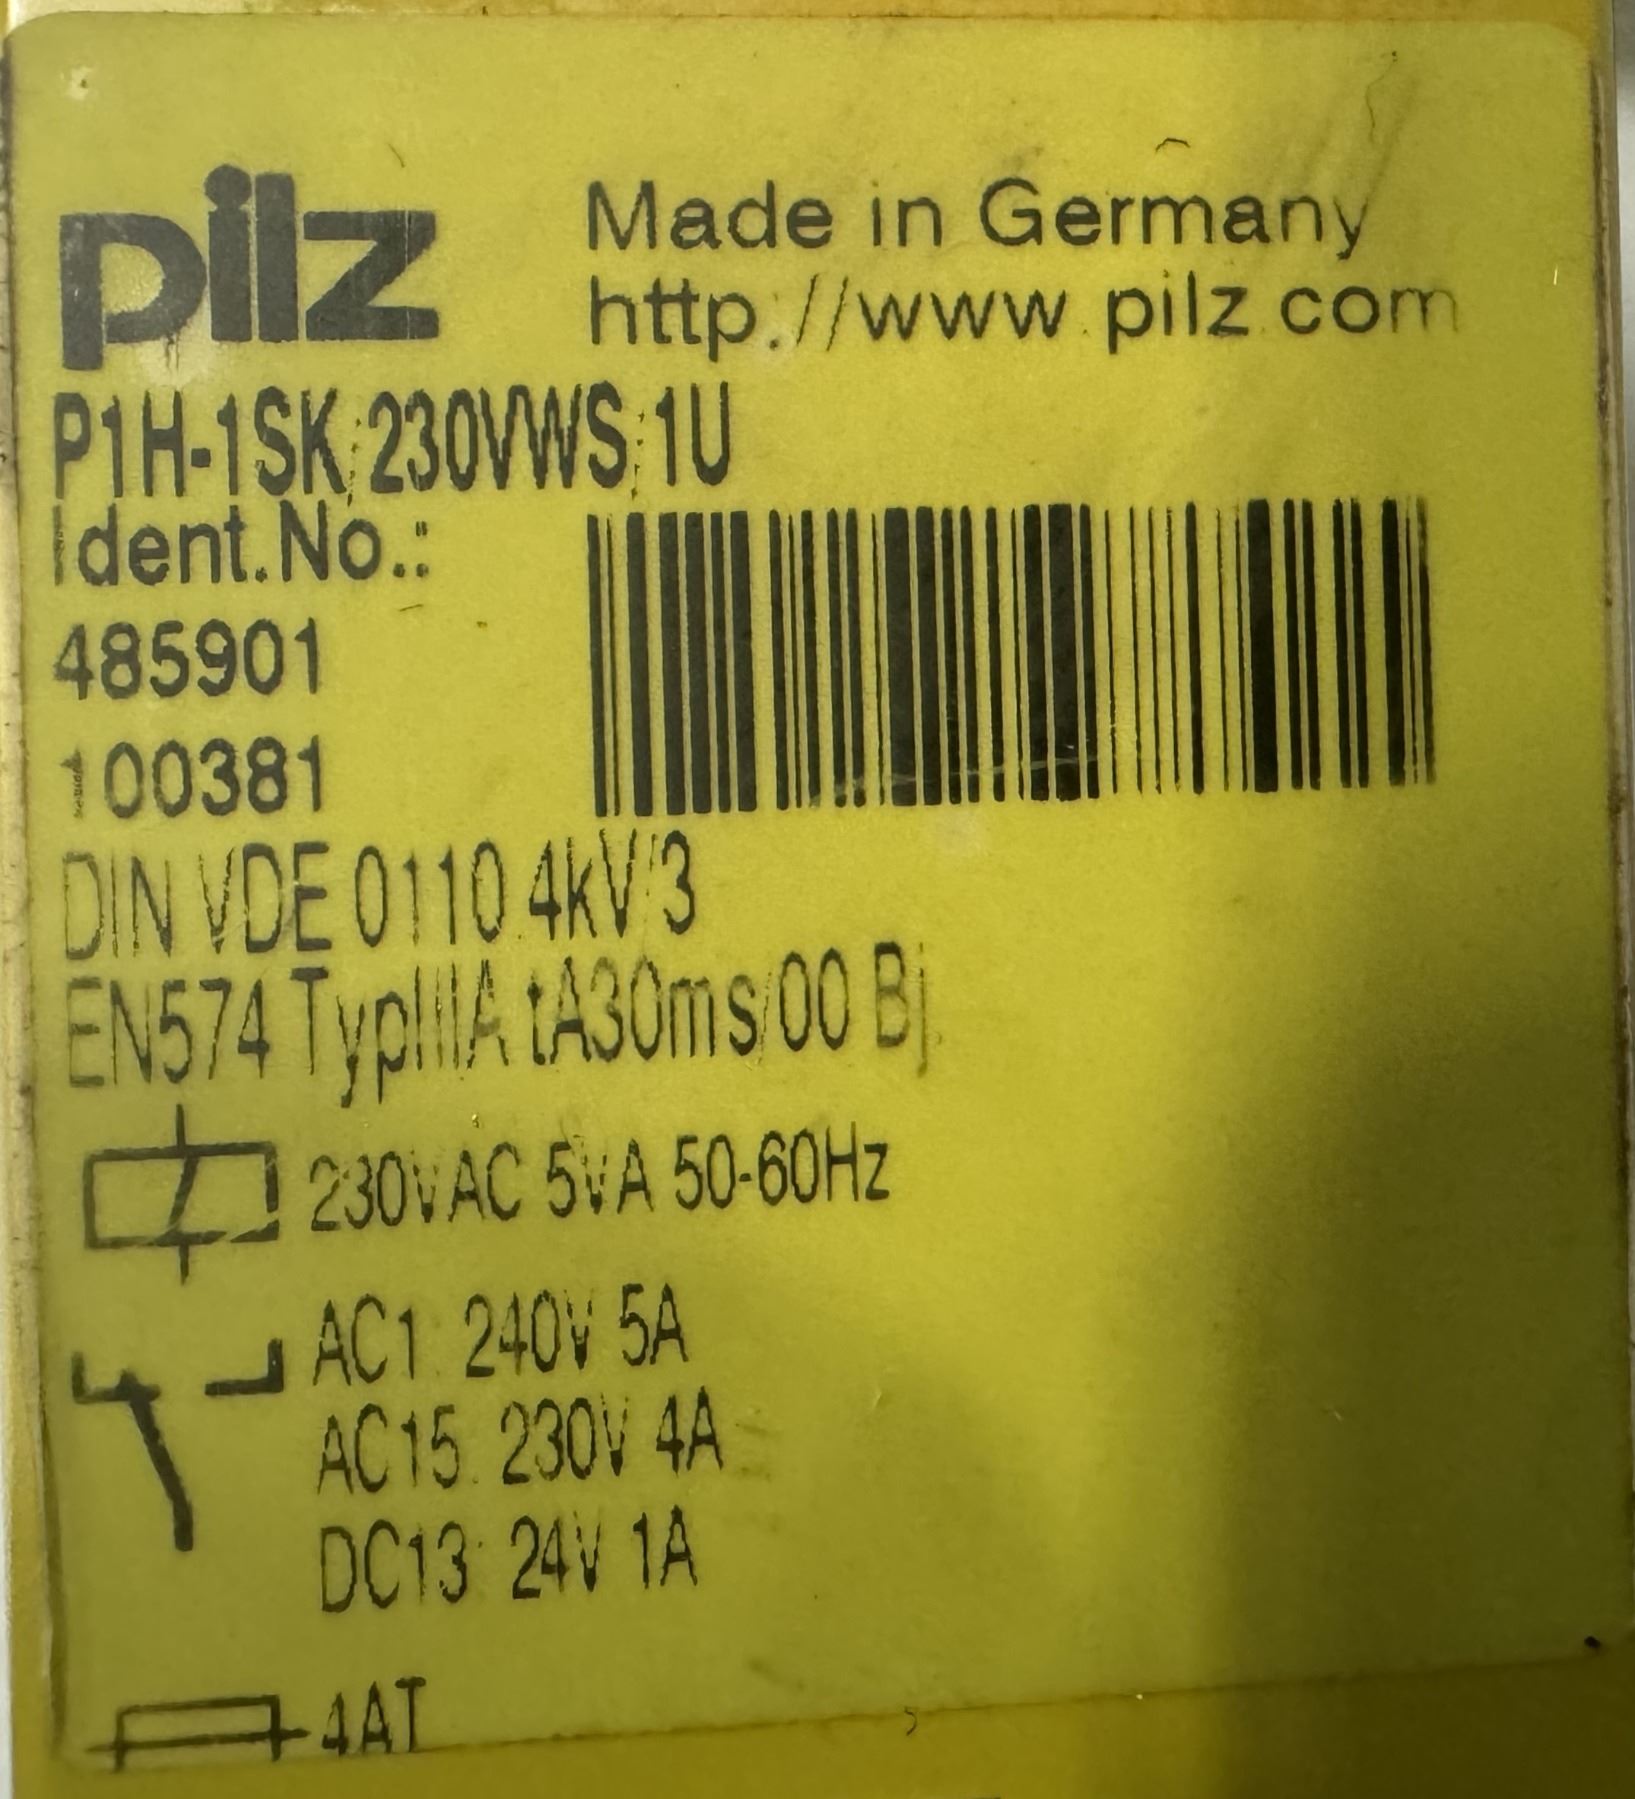 pilz
Made in Germany
http://www.pilz.com
P1H-1SK/230VWS/1U
Ident.No.:
485901
100381
DIN VDE 0110 4kV/3
EN574 TypIIIA tA30ms/00 Bj.
230VAC 5VA 50-60Hz
AC1: 240V 5A
AC15: 230V 4A
DC13: 24V 1A
4AT